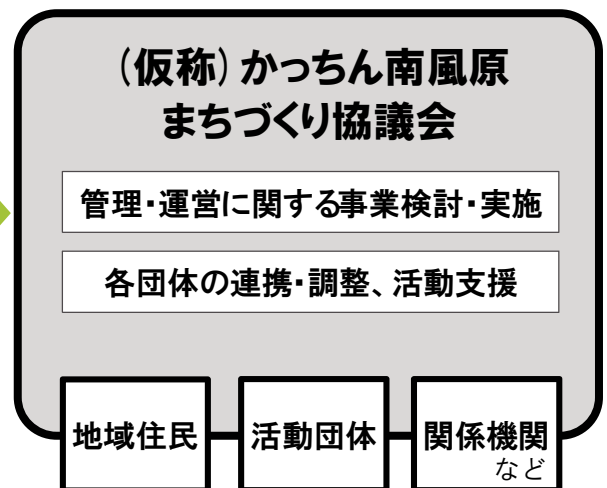 (仮称)かっちん南風原
まちづくり協議会
管理・運営に関する事業検討・実施
各団体の連携・調整、活動支援
地域住民
活動団体
関係機関
など